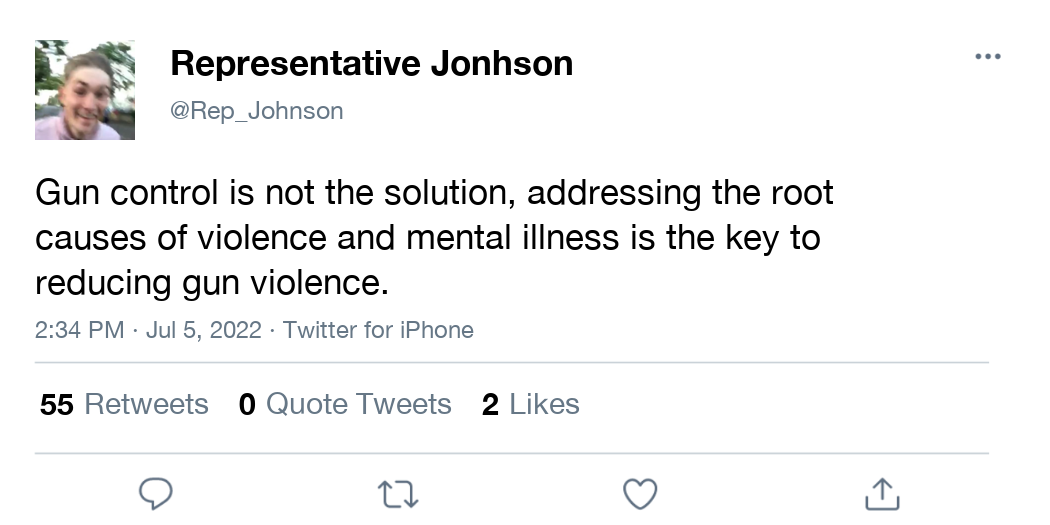 Representative Jonhson
@Rep_Johnson
Gun control is not the solution, addressing the root
causes of violence and mental illness is the key to
reducing gun violence.
2:34 PM · Jul 5, 2022 · Twitter for iPhone
55 Retweets 0 Quote Tweets 2 Likes